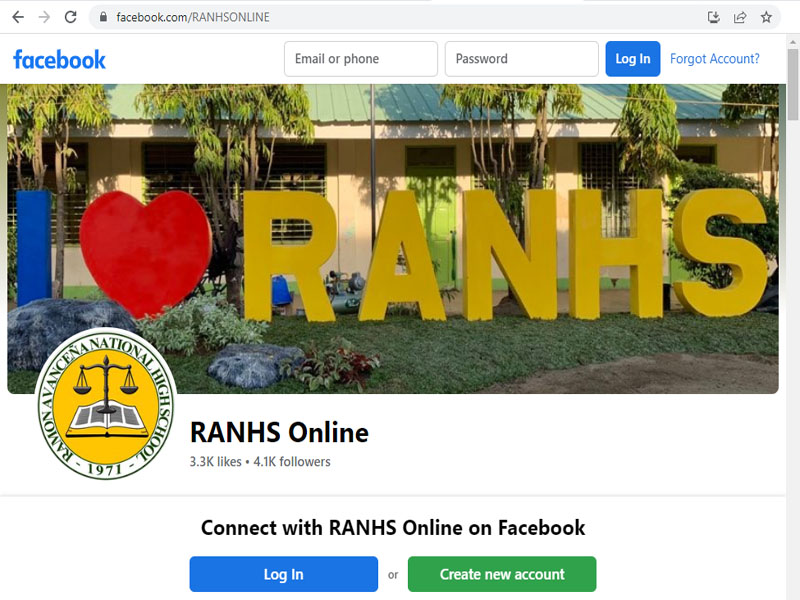 facebook.com/RANHSONLINE
facebook
Email or phone
Password
Log In
Forgot Account?
I RANHS
RAMON AVANCEÑA NATIONAL HIGH SCHOOL
- 1971 -
RANHS Online
3.3K likes • 4.1K followers
Connect with RANHS Online on Facebook
Log In
or
Create new account